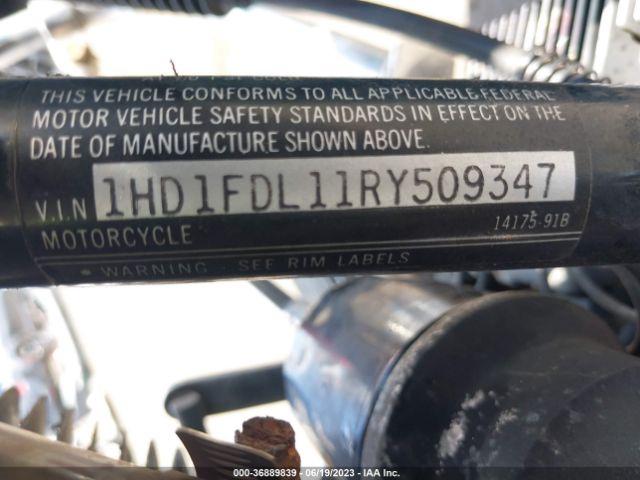 THIS VEHICLE CONFORMS TO ALL APPLICABLE FEDERAL
MOTOR VEHICLE SAFETY STANDARDS IN EFFECT ON THE
DATE OF MANUFACTURE SHOWN ABOVE.
V.I.N 1HD1FDL11RY509347
MOTORCYCLE 14175-91B
• WARNING - SEE RIM LABELS
000-36889839 - 06/19/2023 - IAA Inc.